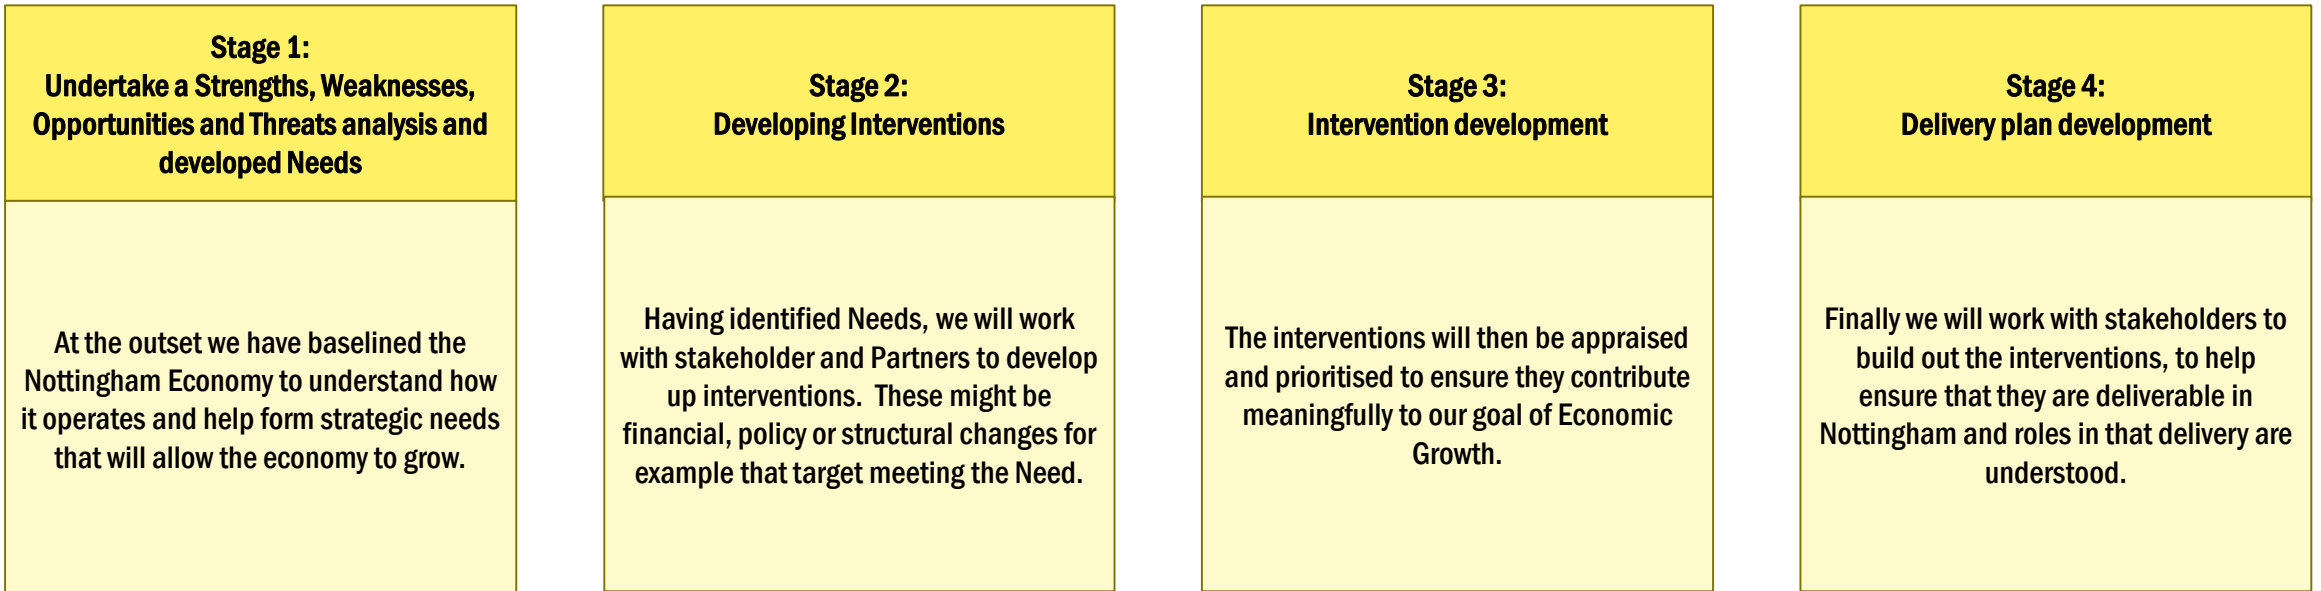 Stage 1:
Undertake a Strengths, Weaknesses,
Opportunities and Threats analysis and
developed Needs
At the outset we have baselined the
Nottingham Economy to understand how
it operates and help form strategic needs
that will allow the economy to grow.
Stage 2:
Developing Interventions
Having identified Needs, we will work
with stakeholder and Partners to develop
up interventions.  These might be
financial, policy or structural changes for
example that target meeting the Need.
Stage 3:
Intervention development
The interventions will then be appraised
and prioritised to ensure they contribute
meaningfully to our goal of Economic
Growth.
Stage 4:
Delivery plan development
Finally we will work with stakeholders to
build out the interventions, to help
ensure that they are deliverable in
Nottingham and roles in that delivery are
understood.